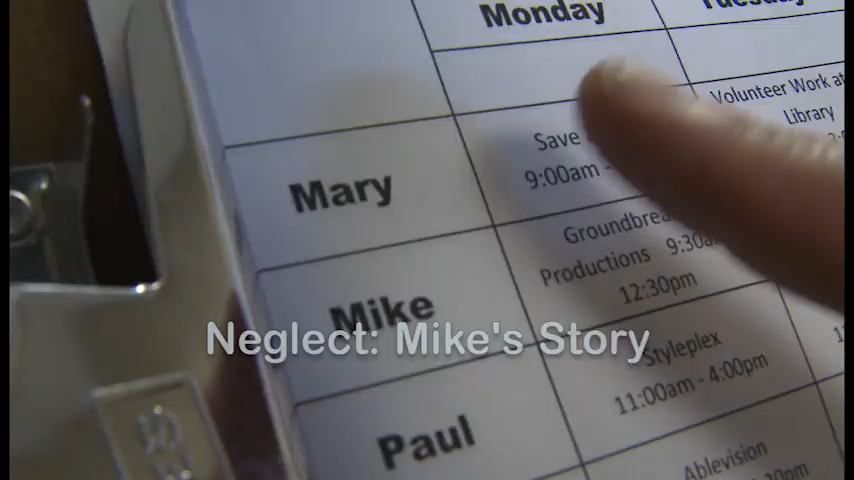 Monday
Tuesday
Volunteer Work at
Library
Save
9:00am -
Mary
Productions 9:30a
12:30pm
Mike
Neglect: Mike's Story
Styleplex
11:00am - 4:00pm
Paul
Ablevision